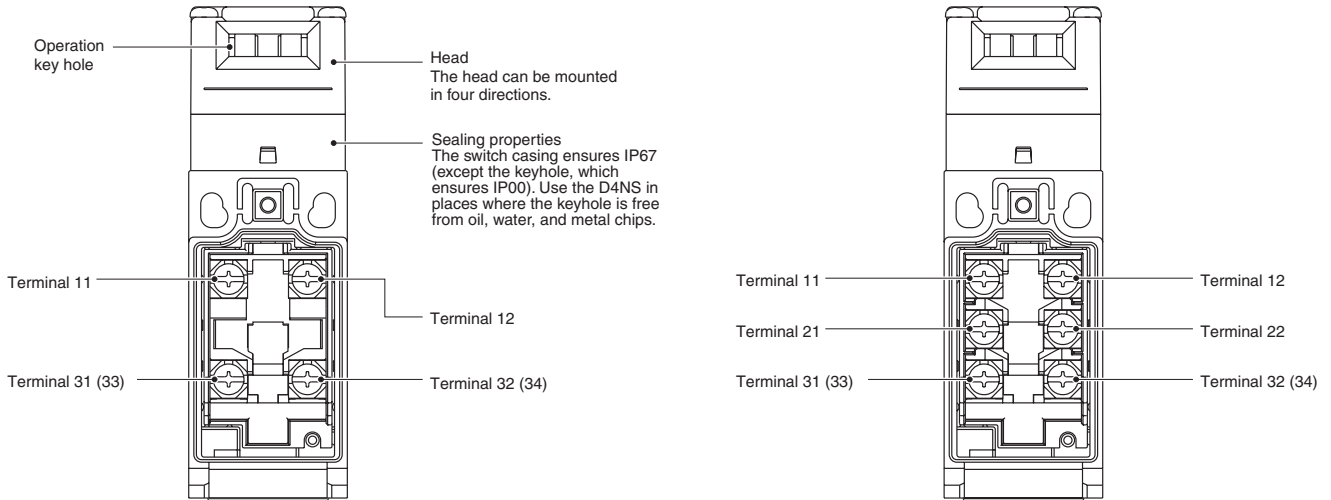 Operation
key hole
Head
The head can be mounted
in four directions.
Sealing properties
The switch casing ensures IP67
(except the keyhole, which
ensures IP00). Use the D4NS in
places where the keyhole is free
from oil, water, and metal chips.
Terminal 11
Terminal 12
Terminal 31 (33)
Terminal 32 (34)
Terminal 11
Terminal 12
Terminal 21
Terminal 22
Terminal 31 (33)
Terminal 32 (34)